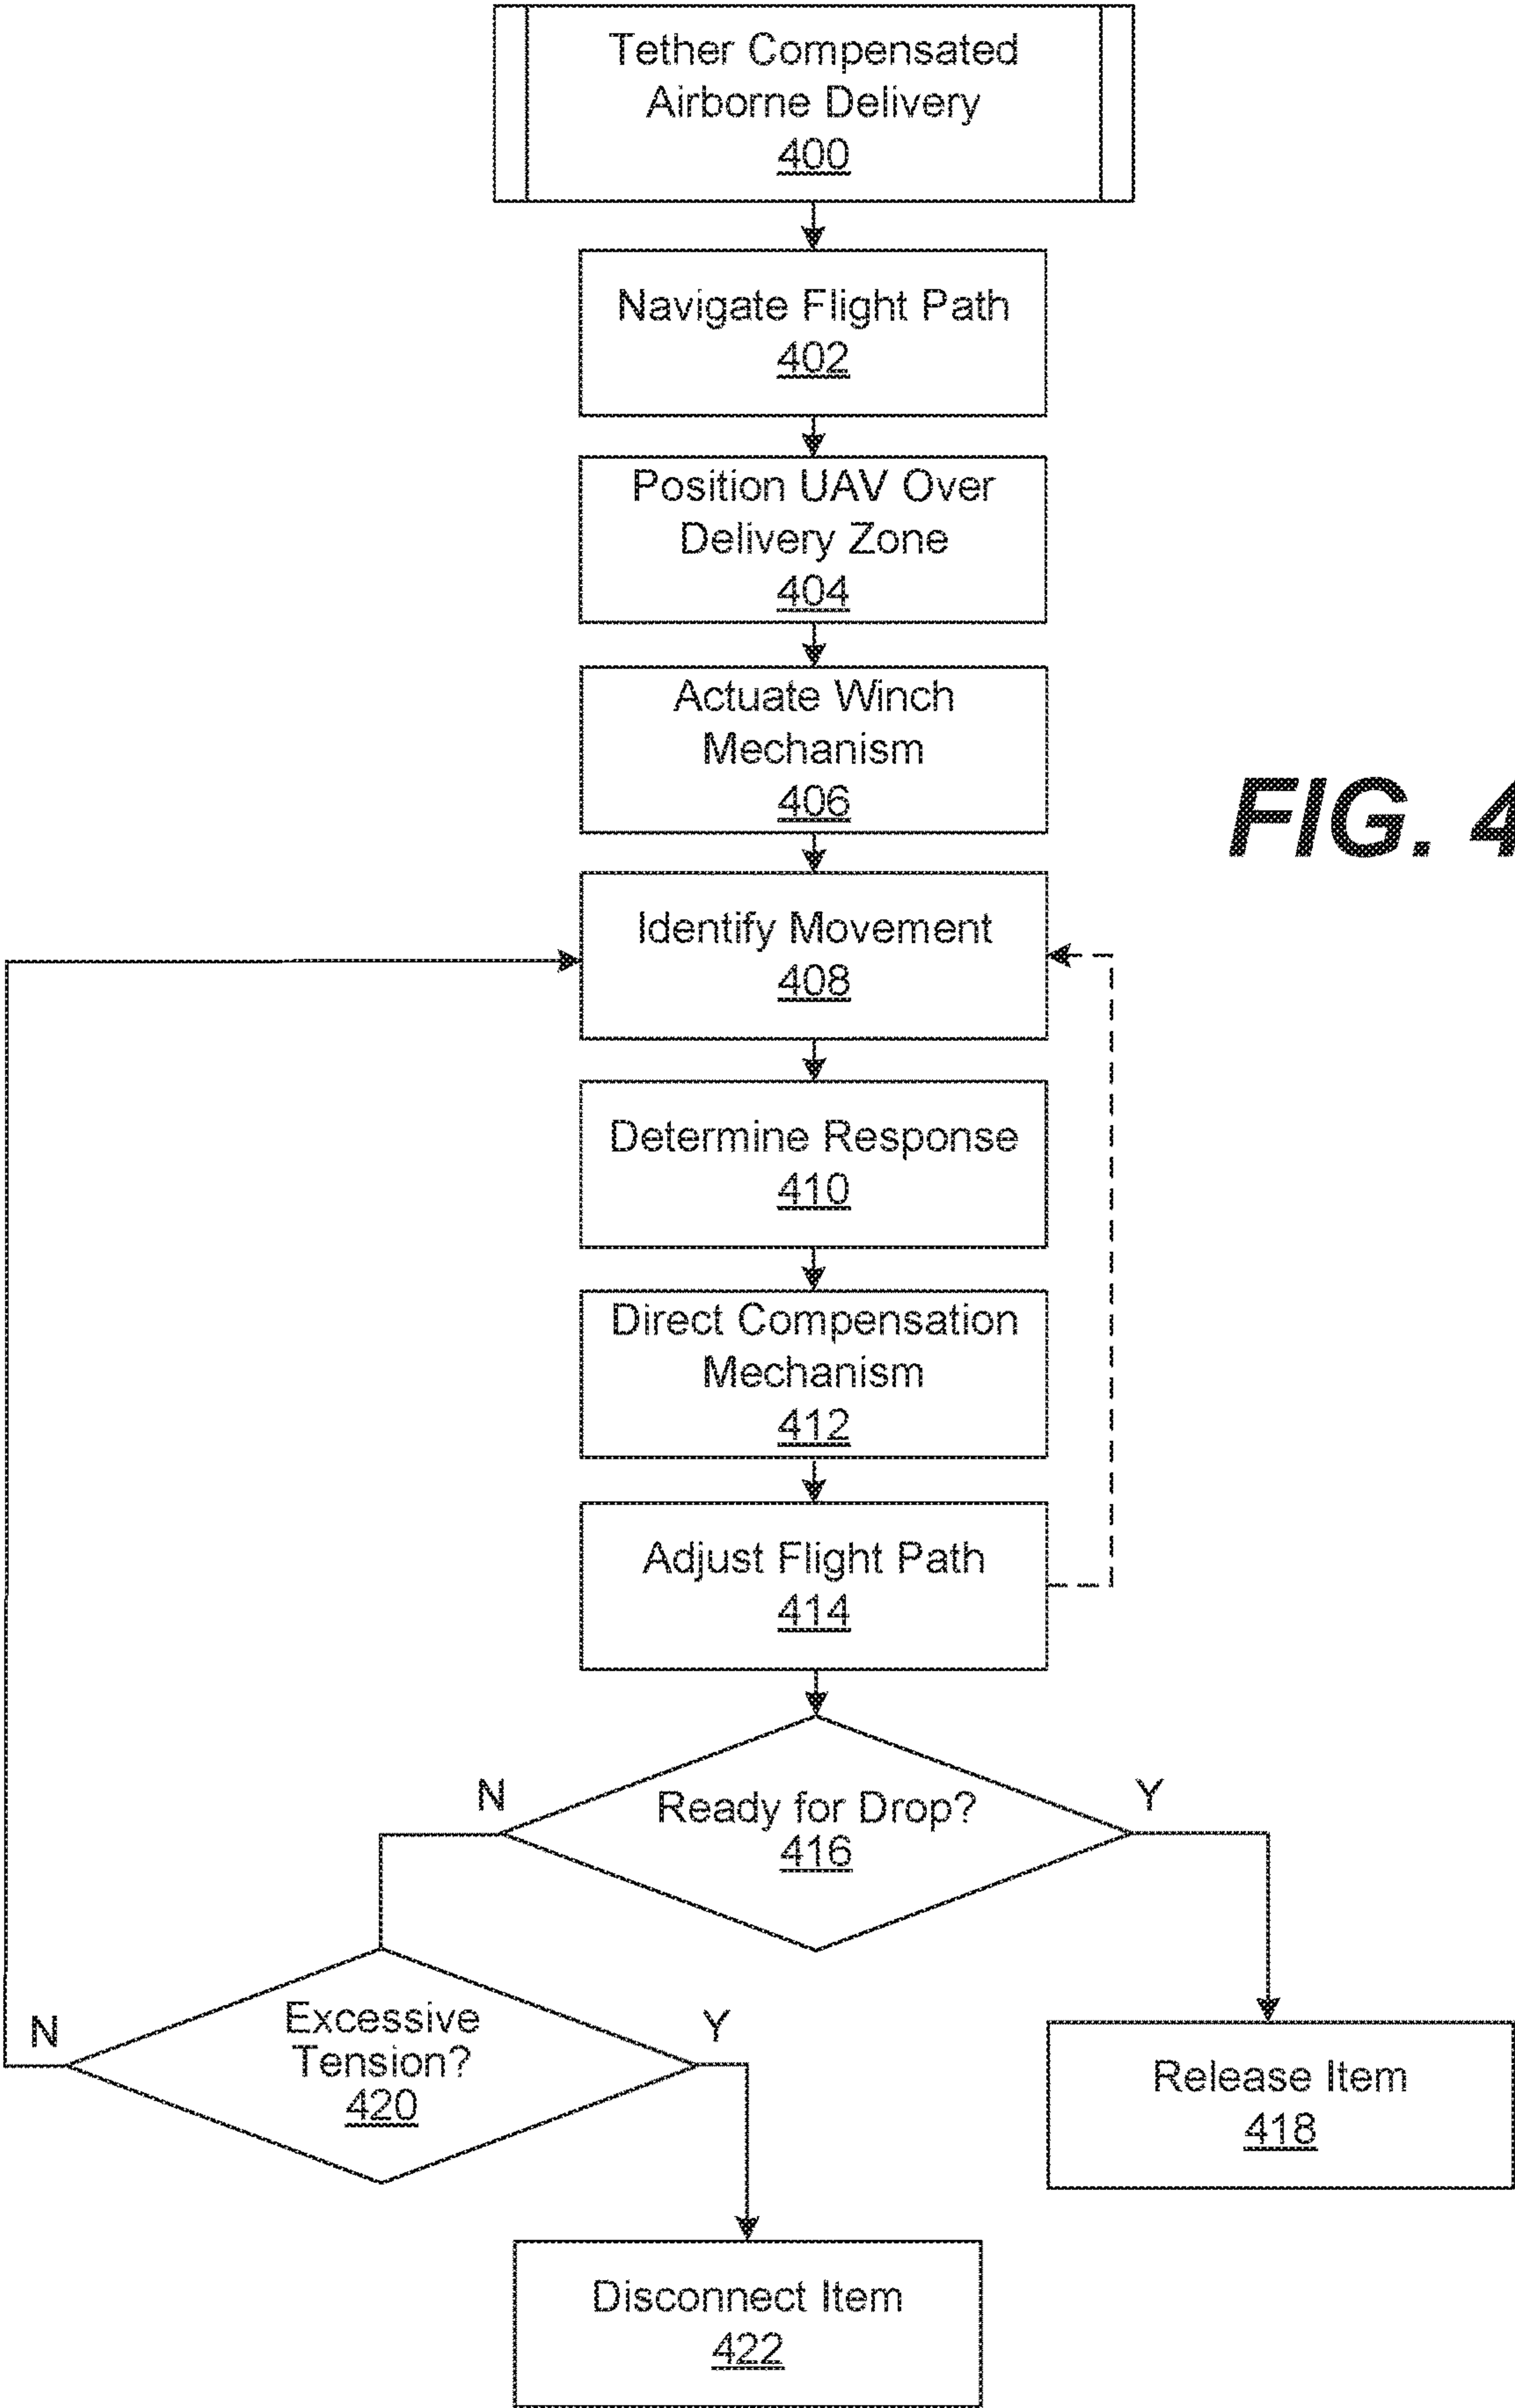 Tether Compensated
Airborne Delivery
400
Navigate Flight Path
402
Position UAV Over
Delivery Zone
404
Actuate Winch
Mechanism
406
FIG. 4
Identify Movement
408
Determine Response
410
Direct Compensation
Mechanism
412
Adjust Flight Path
414
N
Y
Ready for Drop?
416
N
Y
Excessive
Tension?
420
Release Item
418
Disconnect Item
422